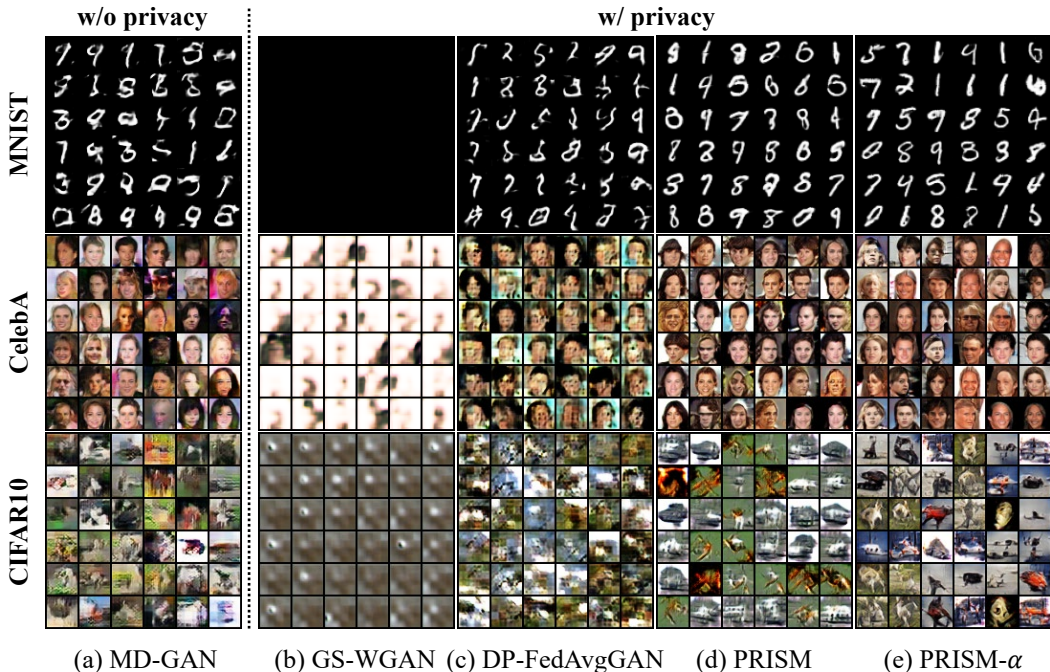 w/o privacy
w/ privacy
MNIST
CelebA
CIFAR10
(a) MD-GAN
(b) GS-WGAN
(c) DP-FedAvgGAN
(d) PRISM
(e) PRISM-α